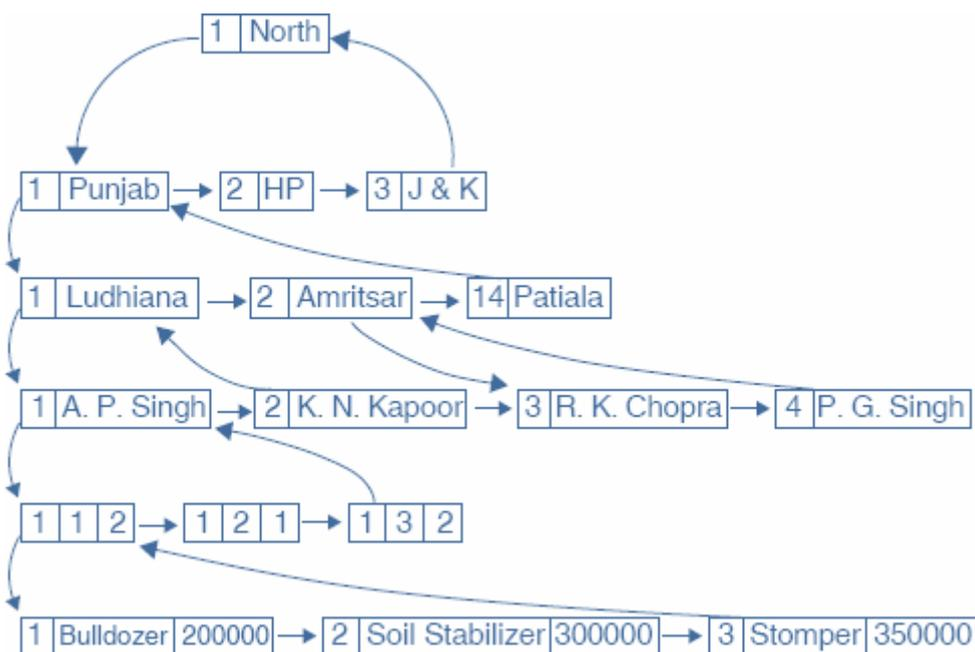 1 North
1 Punjab 2 HP 3 J & K
1 Ludhiana 2 Amritsar 14 Patiala
1 A. P. Singh 2 K. N. Kapoor 3 R. K. Chopra 4 P. G. Singh
1 1 2 1 2 1 1 3 2
1 Bulldozer 200000 2 Soil Stabilizer 300000 3 Stomper 350000